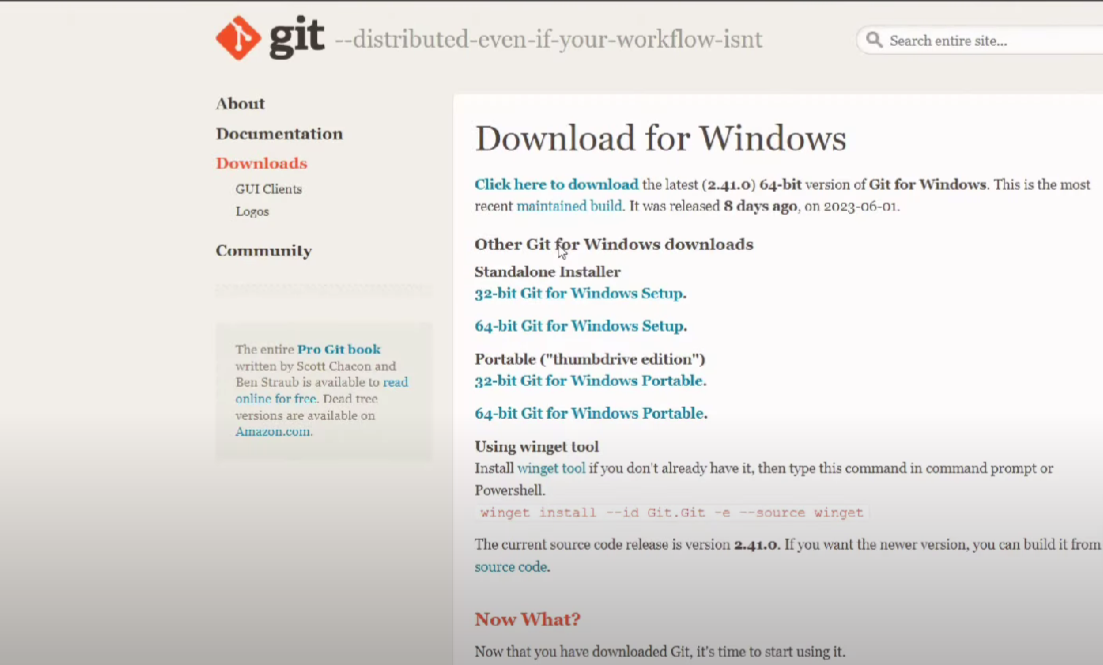 git --distributed-even-if-your-workflow-isnt
Search entire site...
About
Documentation
Downloads
GUI Clients
Logos
Community
The entire Pro Git book
written by Scott Chacon and
Ben Straub is available to read
online for free. Dead tree
versions are available on
Amazon.com.
Download for Windows
Click here to download the latest (2.41.0) 64-bit version of Git for Windows. This is the most
recent maintained build. It was released 8 days ago, on 2023-06-01.
Other Git for Windows downloads
Standalone Installer
32-bit Git for Windows Setup.
64-bit Git for Windows Setup.
Portable ("thumbdrive edition")
32-bit Git for Windows Portable.
64-bit Git for Windows Portable.
Using winget tool
Install winget tool if you don't already have it, then type this command in command prompt or
Powershell.
winget install --id Git.Git -e --source winget
The current source code release is version 2.41.0. If you want the newer version, you can build it from
source code.
Now What?
Now that you have downloaded Git, it's time to start using it.